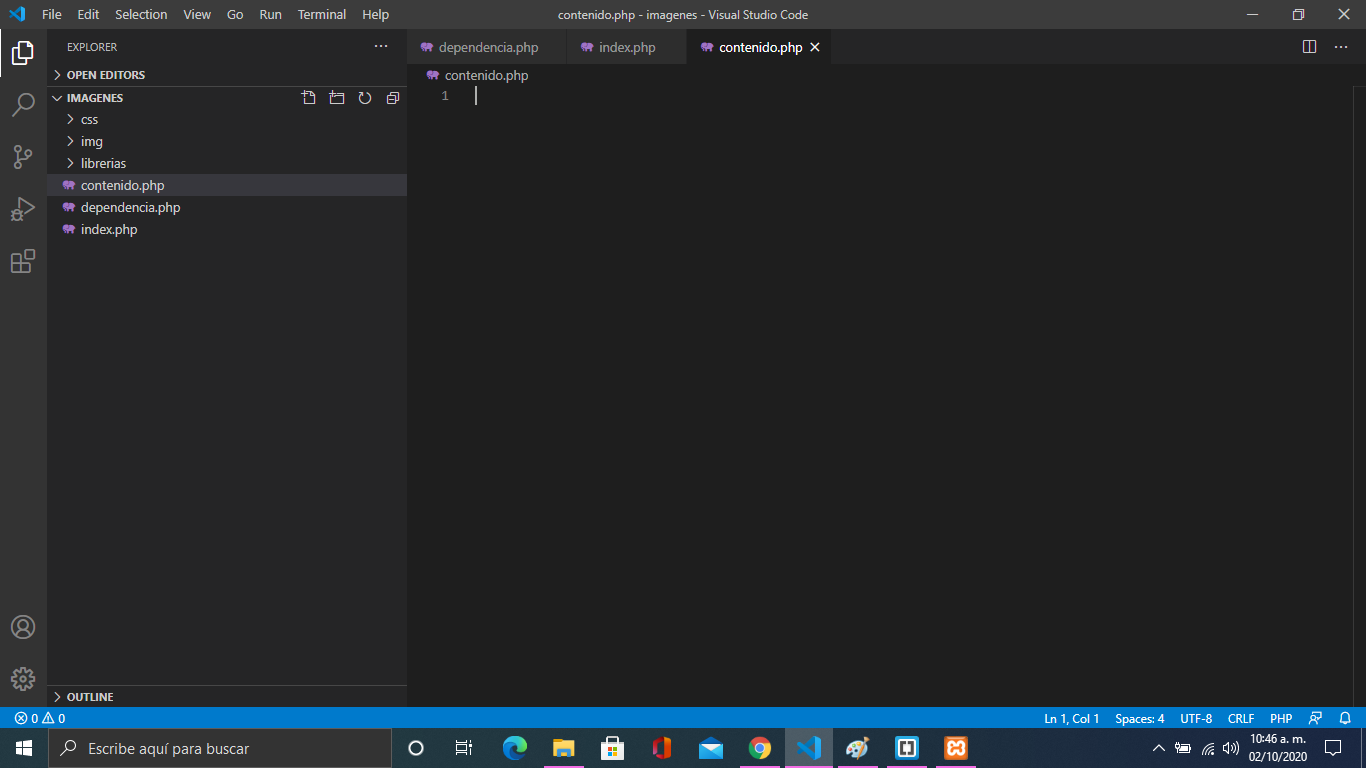 File Edit Selection View Go Run Terminal Help contenido.php - imagenes - Visual Studio Code
EXPLORER
dependencia.php index.php contenido.php
OPEN EDITORS
contenido.php
IMAGENES
1
css
img
librerias
contenido.php
dependencia.php
index.php
OUTLINE
0 0 Ln 1, Col 1 Spaces: 4 UTF-8 CRLF PHP
Escribe aquí para buscar
10:46 a. m.
02/10/2020